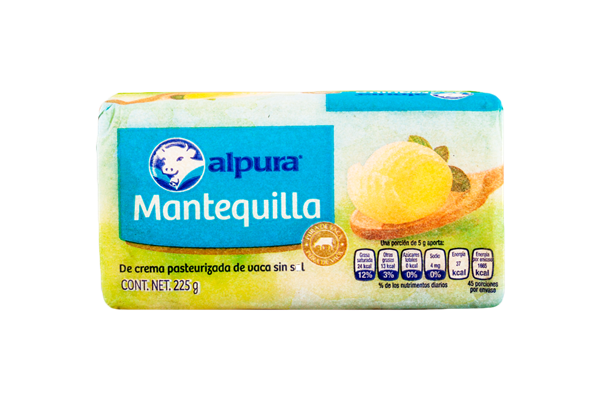 alpura®
Mantequilla
De crema pasteurizada de vaca sin sal
CONT. NET. 225 g
Una porción de 5 g aporta:
Grasa saturada 24 kcal 12%
Otras grasas 13 kcal 3%
Azúcares totales 0 kcal 0%
Sodio 4 mg 0%
Energía 37 kcal
Energía por envase 1665 kcal
% de los nutrimentos diarios
45 porciones
por envase